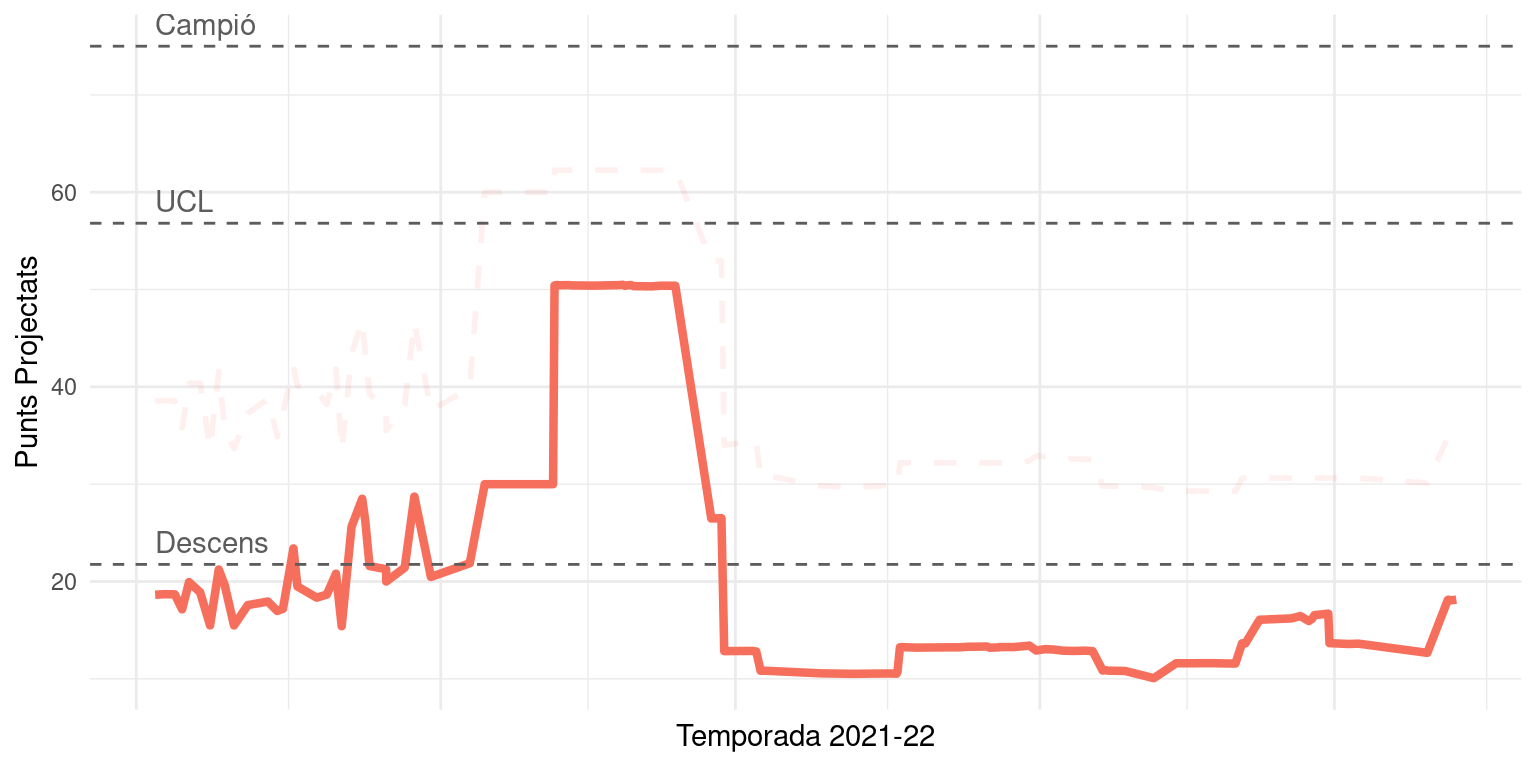 Campió
60
UCL
40
Descens
20
Punts Projectats
Temporada 2021-22